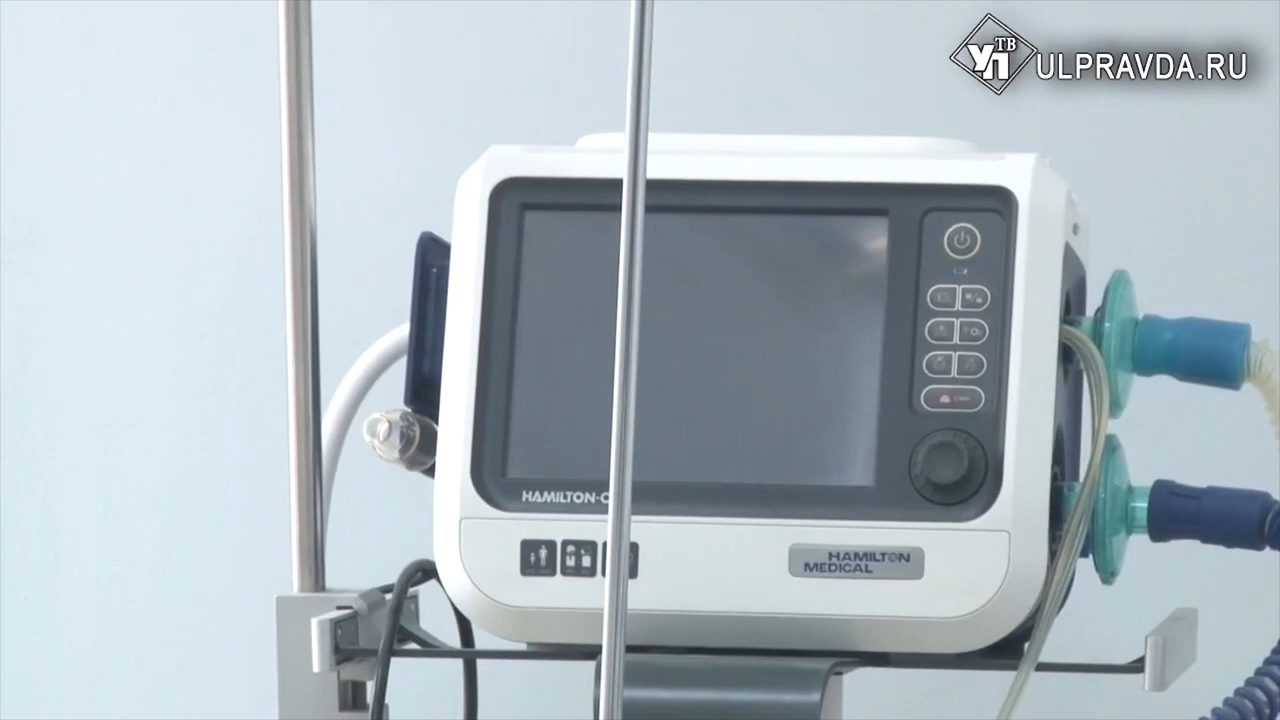 УП ТВ
ULPRAVDA.RU
HAMILTON-C
HAMILTON
MEDICAL